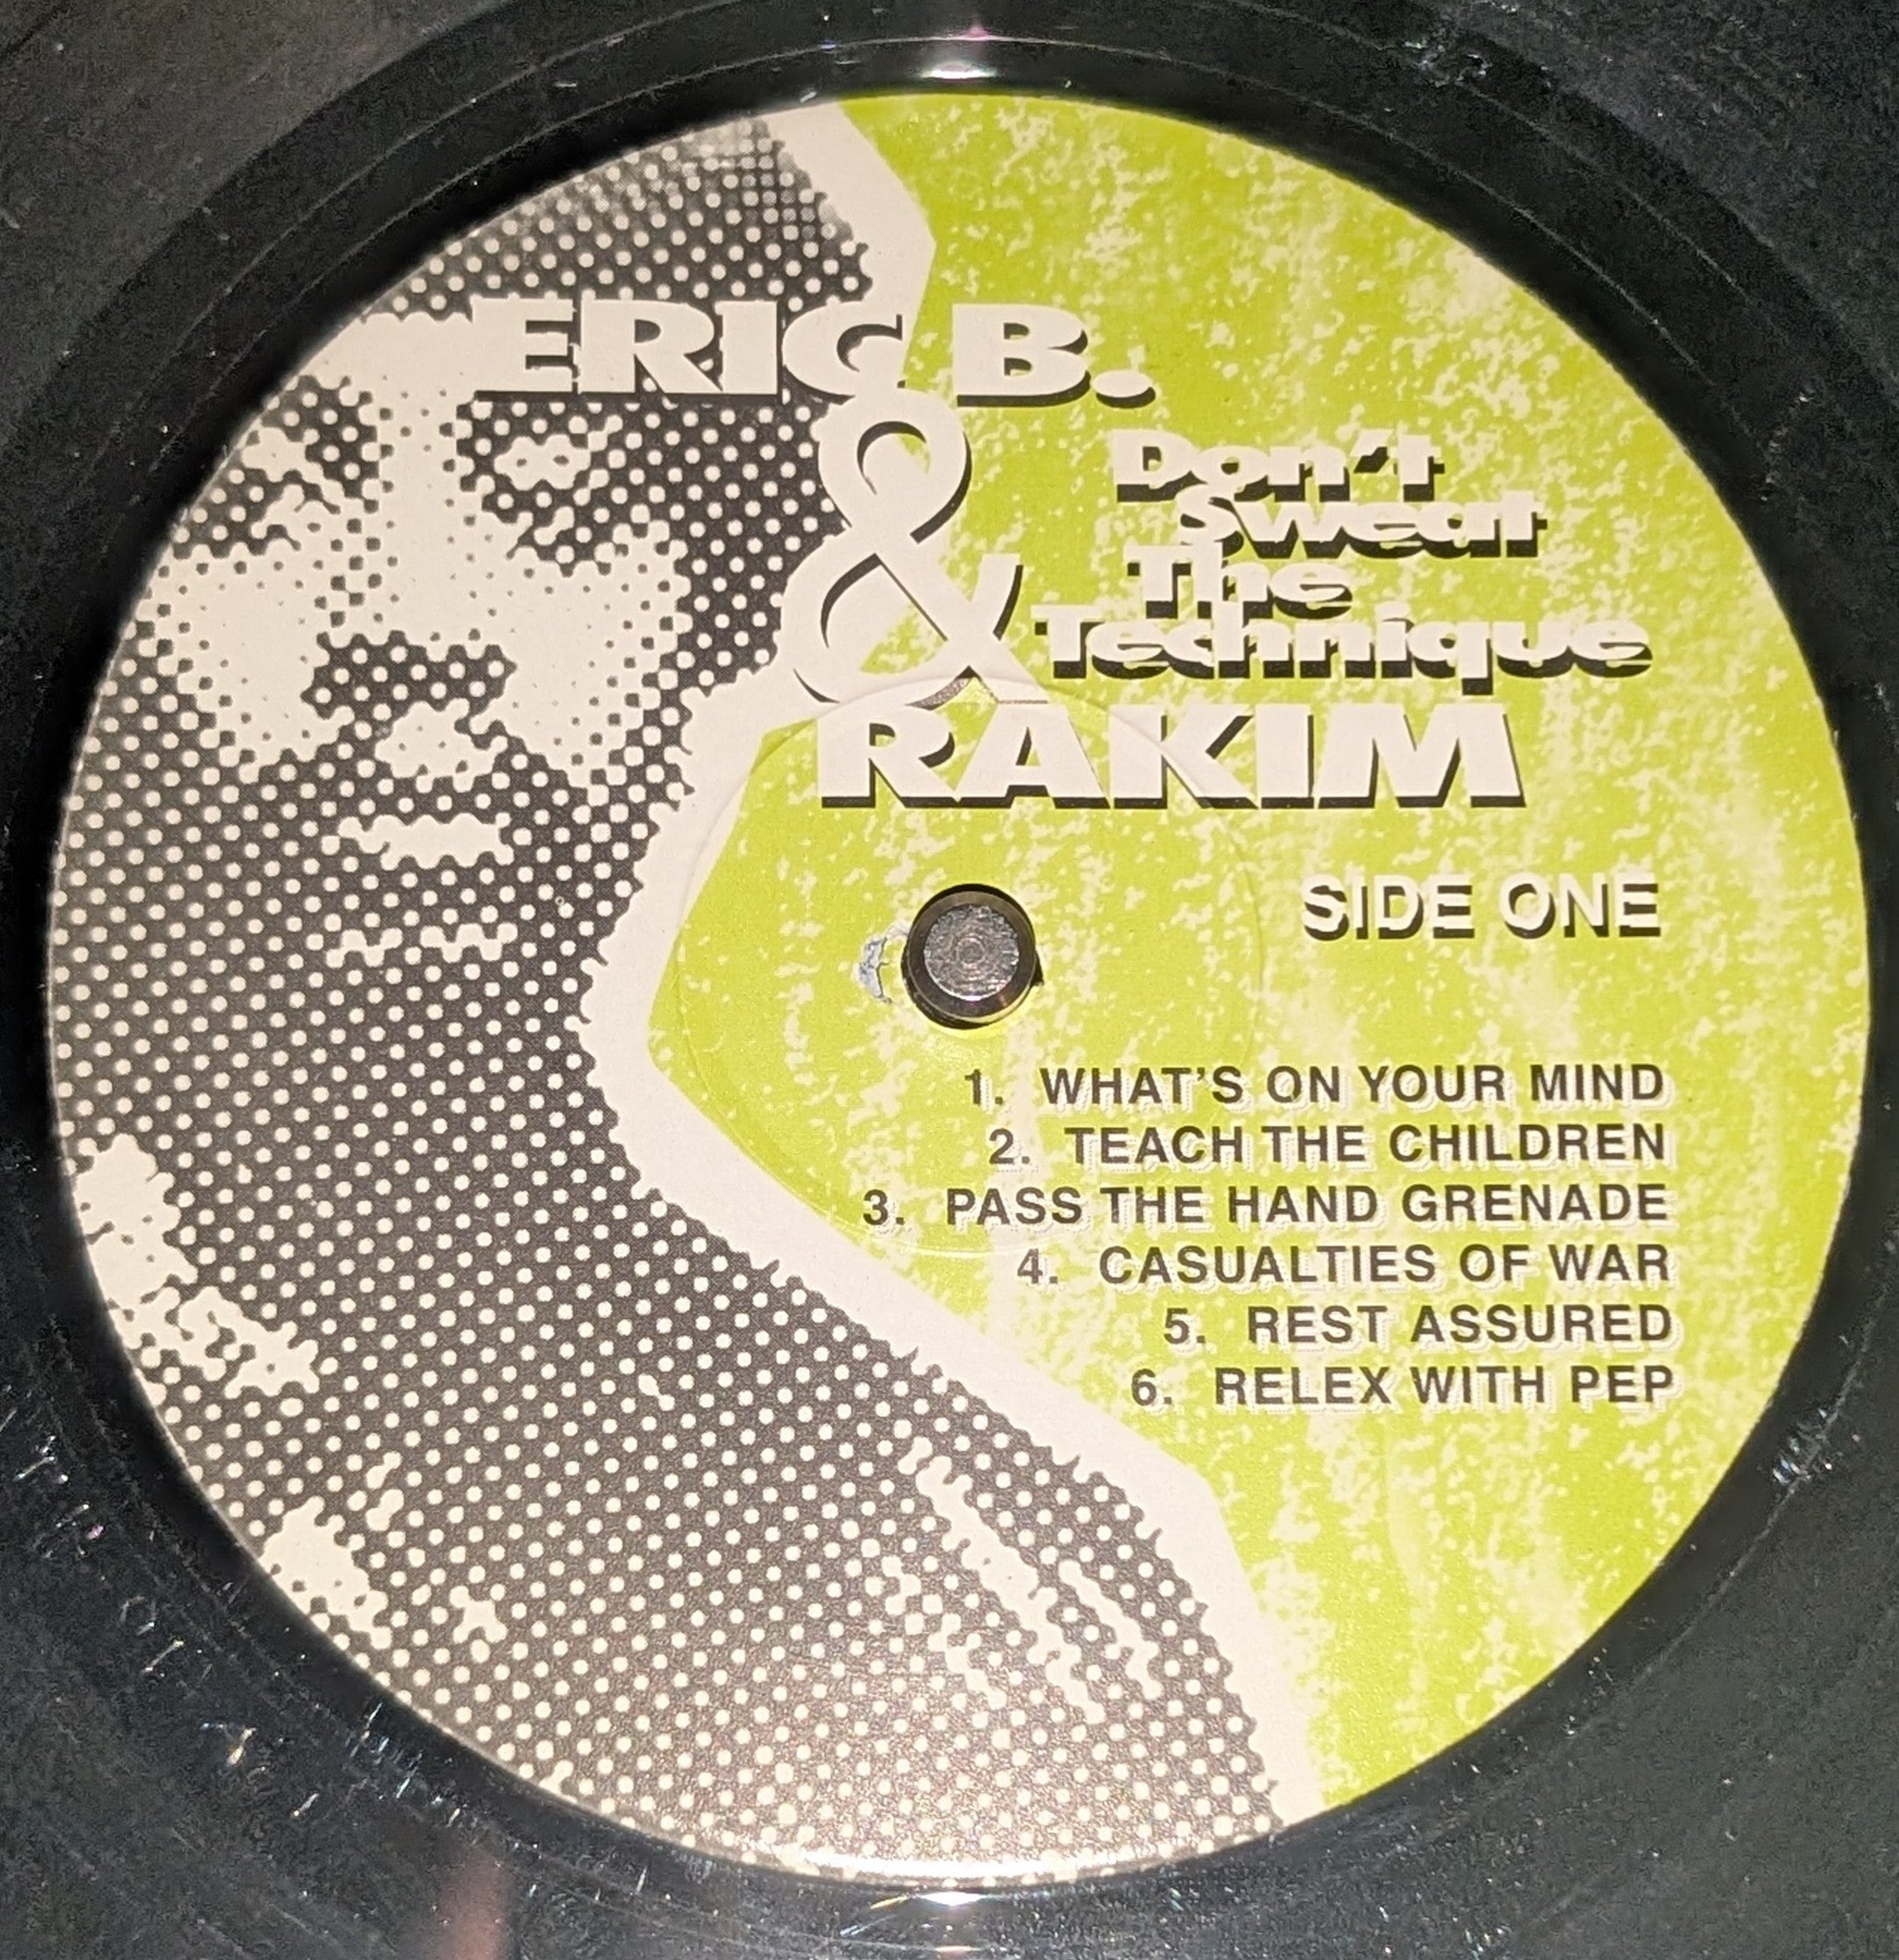 ERIC B.
&
Don't
Sweat
The
Technique
RAKIM
SIDE ONE
1. WHAT'S ON YOUR MIND
2. TEACH THE CHILDREN
3. PASS THE HAND GRENADE
4. CASUALTIES OF WAR
5. REST ASSURED
6. RELEX WITH PEP